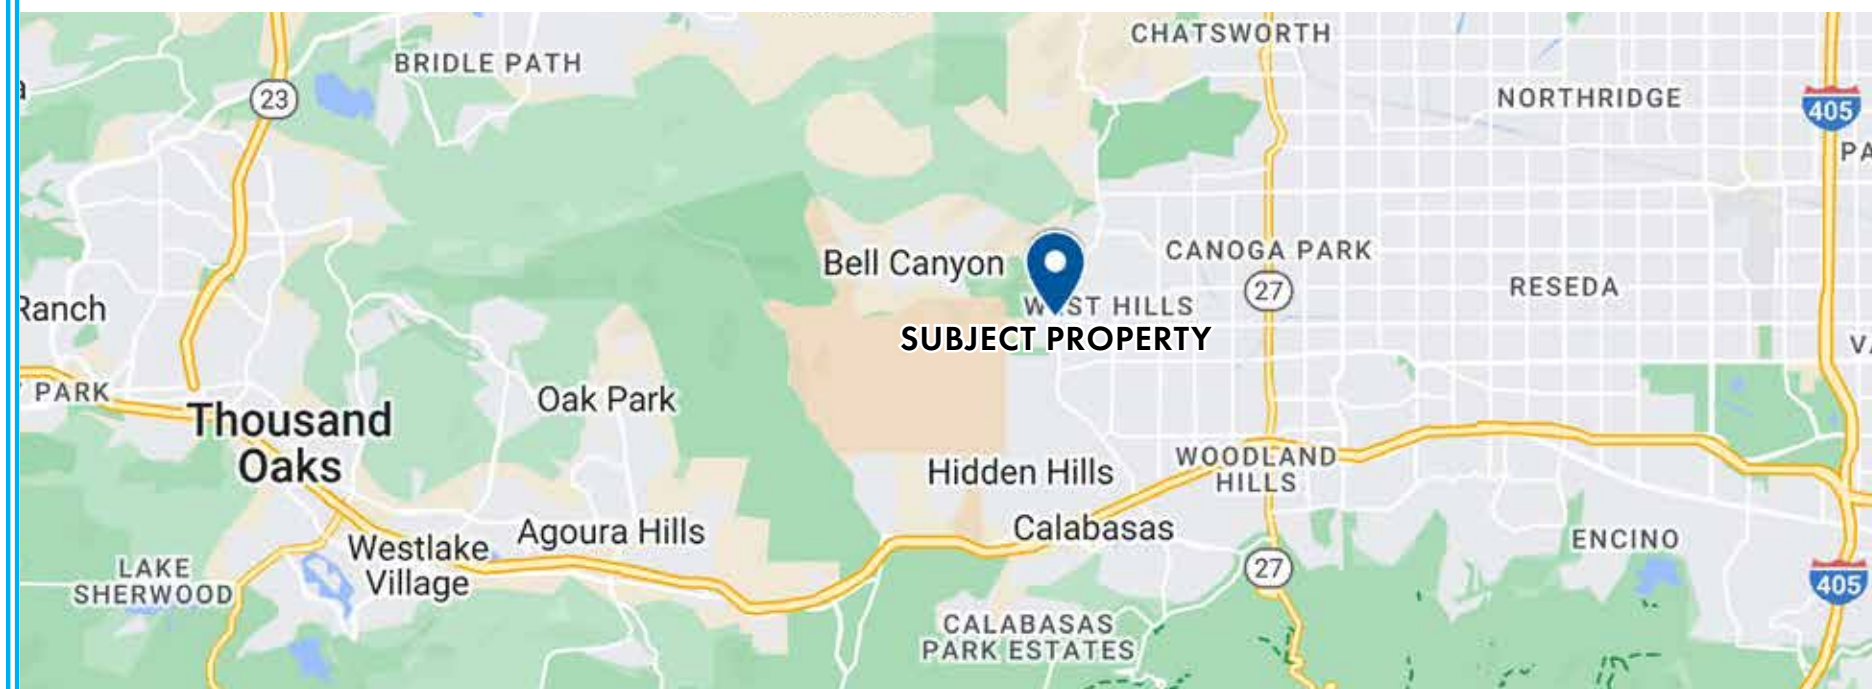 CHATSWORTH
BRIDLE PATH
23
NORTHRIDGE
405
PA
Bell Canyon
CANOGA PARK
27
RESEDA
Ranch
WEST HILLS
SUBJECT PROPERTY
PARK
Oak Park
Thousand
Oaks
Hidden Hills
WOODLAND
HILLS
Agoura Hills
Calabasas
ENCINO
Westlake
Village
LAKE
SHERWOOD
27
405
CALABASAS
PARK ESTATES